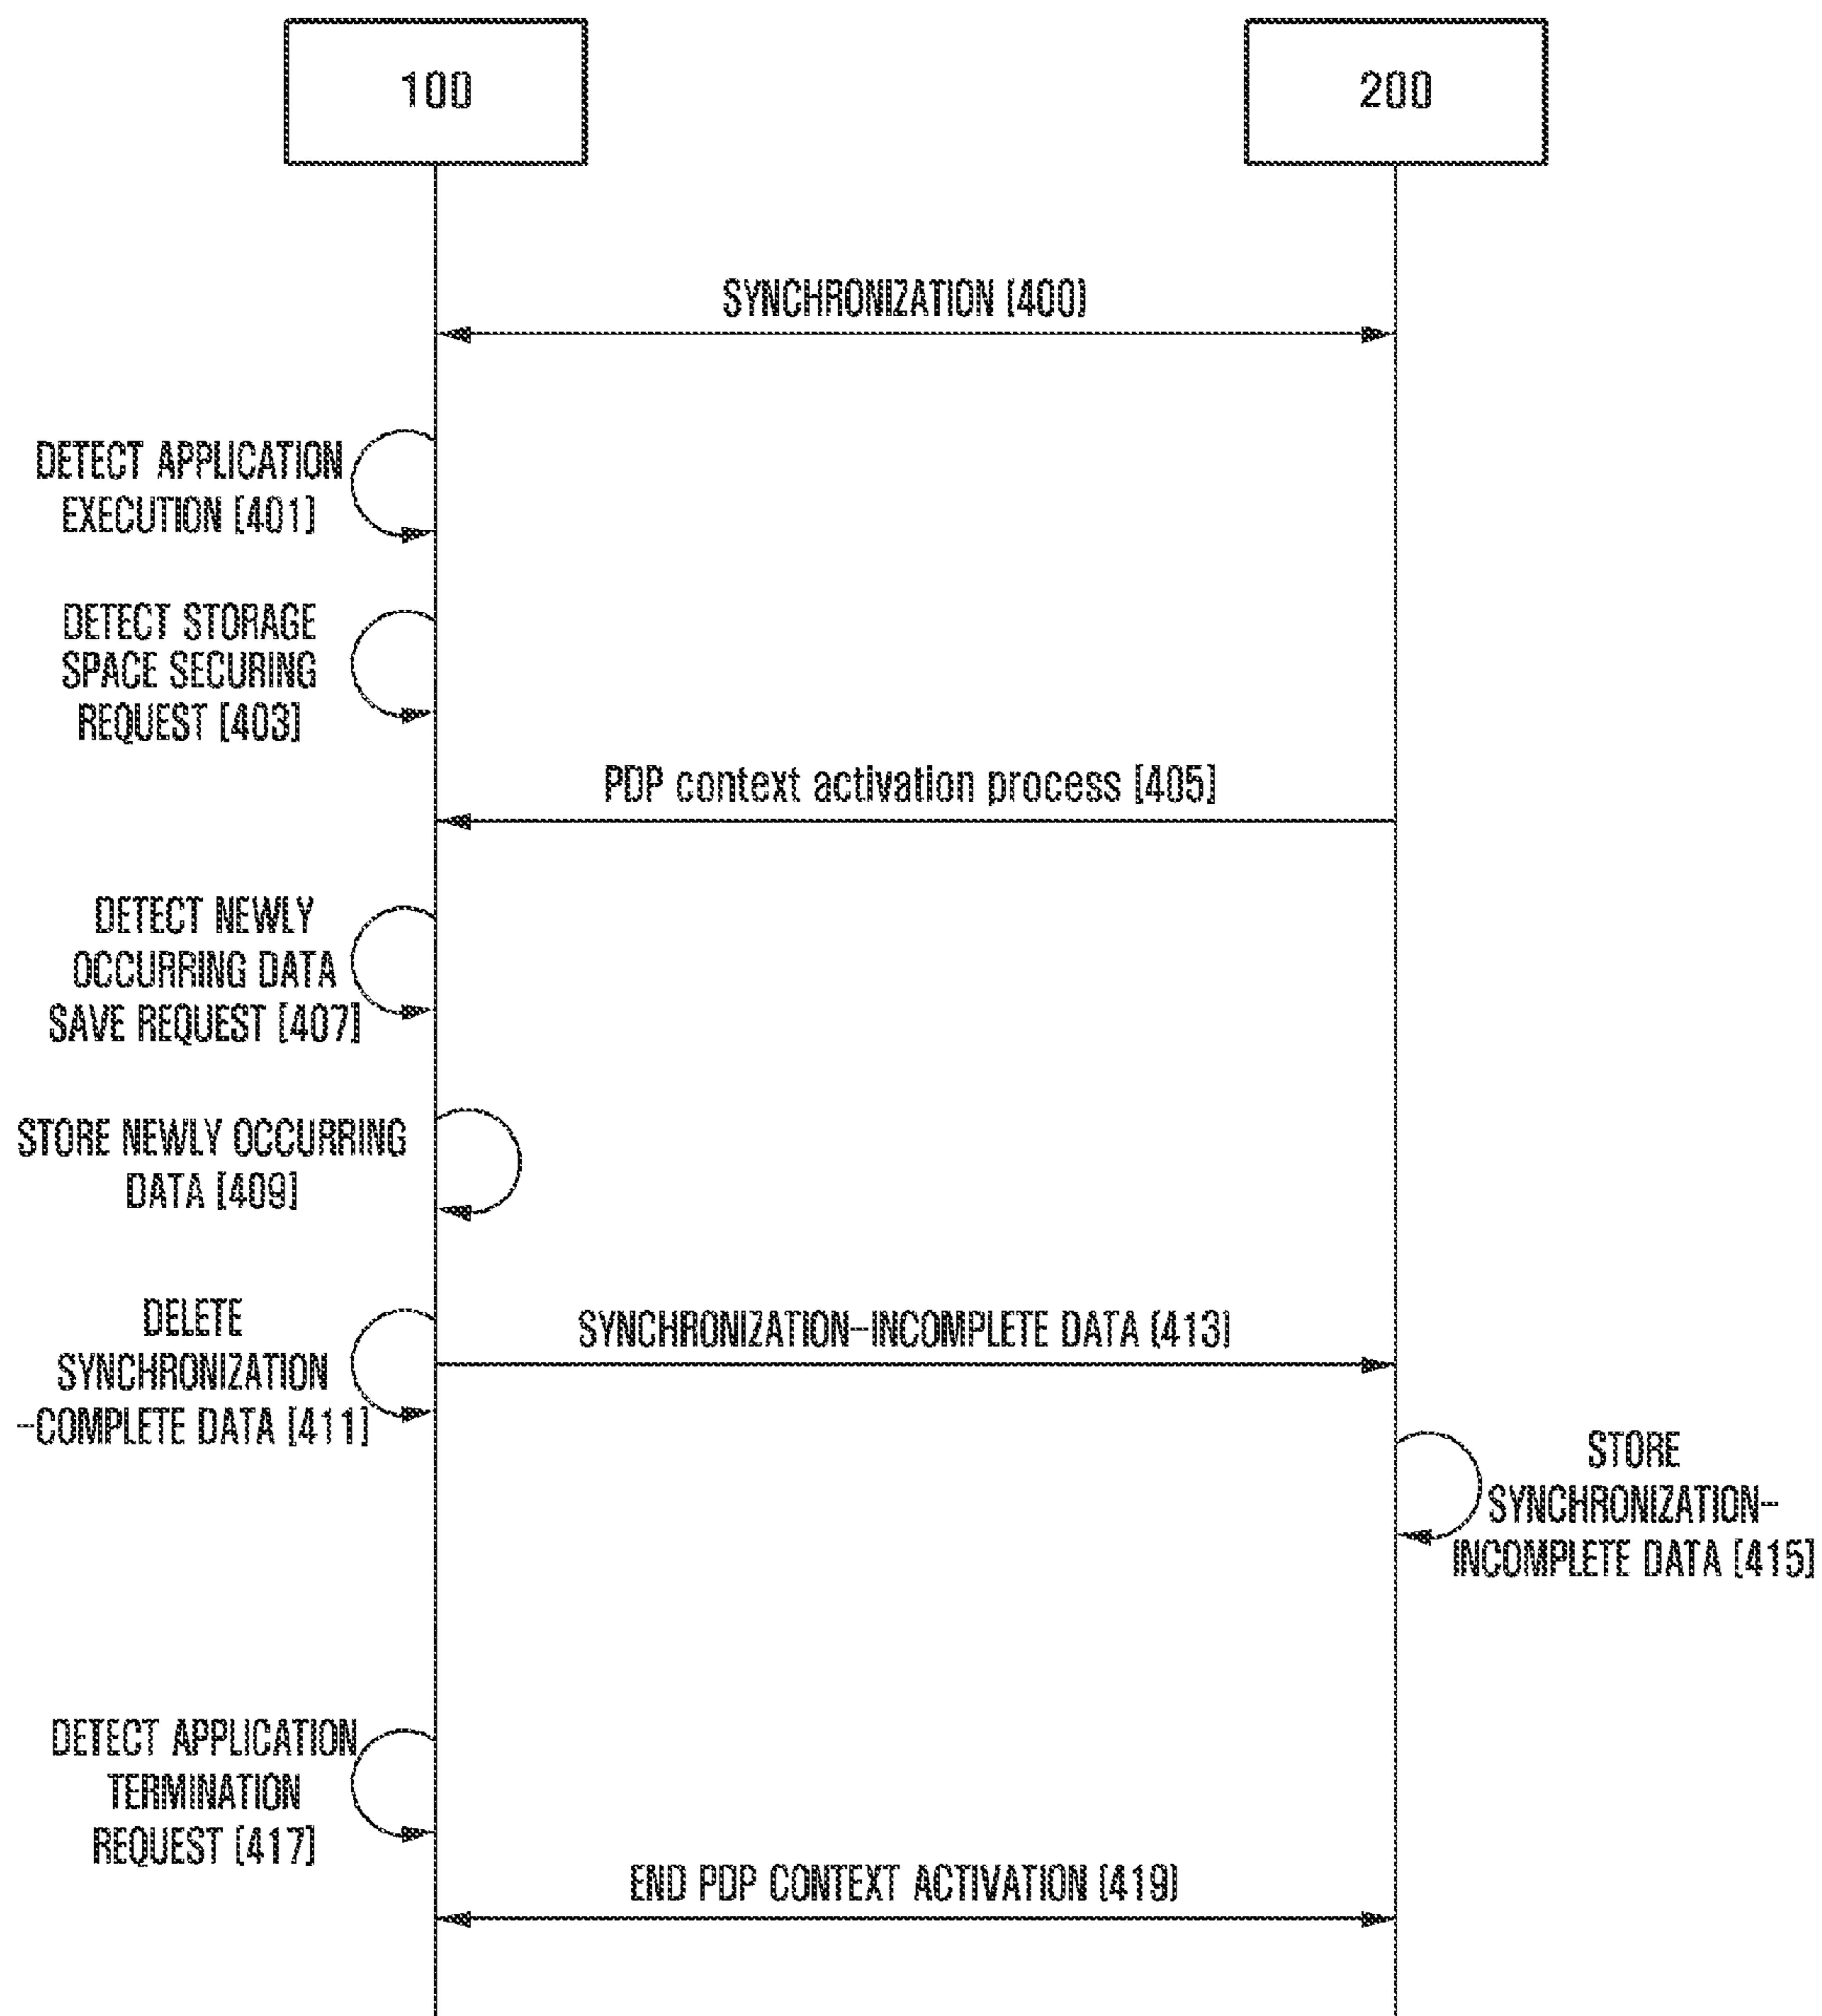 100
200
SYNCHRONIZATION (400)
DETECT APPLICATION
EXECUTION [401]
DETECT STORAGE
SPACE SECURING
REQUEST [403]
PDP context activation process [405]
DETECT NEWLY
OCCURRING DATA
SAVE REQUEST [407]
STORE NEWLY OCCURRING
DATA [409]
DELETE
SYNCHRONIZATION
-COMPLETE DATA [411]
SYNCHRONIZATION-INCOMPLETE DATA (413)
STORE
SYNCHRONIZATION-
INCOMPLETE DATA [415]
DETECT APPLICATION
TERMINATION
REQUEST [417]
END PDP CONTEXT ACTIVATION (419)